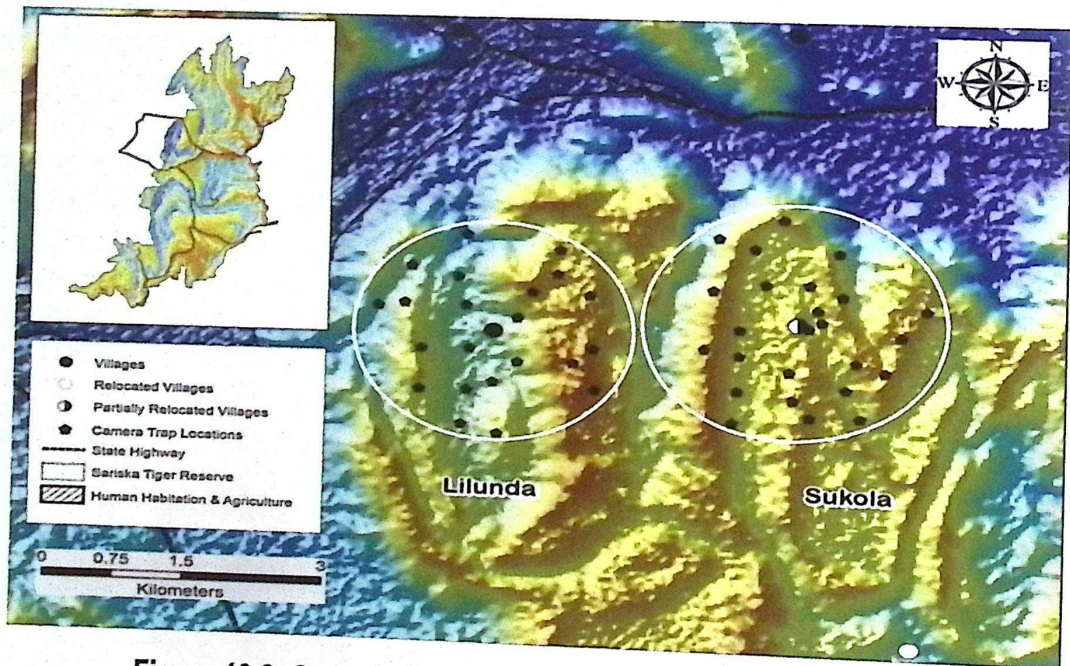 N
W E
S
Villages
Relocated Villages
Partially Relocated Villages
Camera Trap Locations
State Highway
Sariska Tiger Reserve
Human Habitation & Agriculture
0 0.75 1.5 3
Kilometers
Lilunda
Sukola